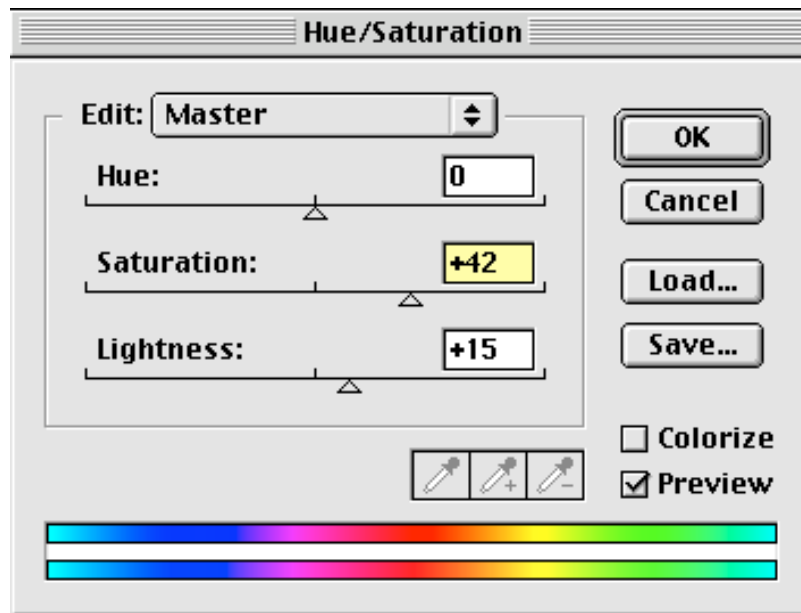 Hue/Saturation
Edit: Master
Hue: 0
Saturation: +42
Lightness: +15
OK
Cancel
Load...
Save...
Colorize
Preview